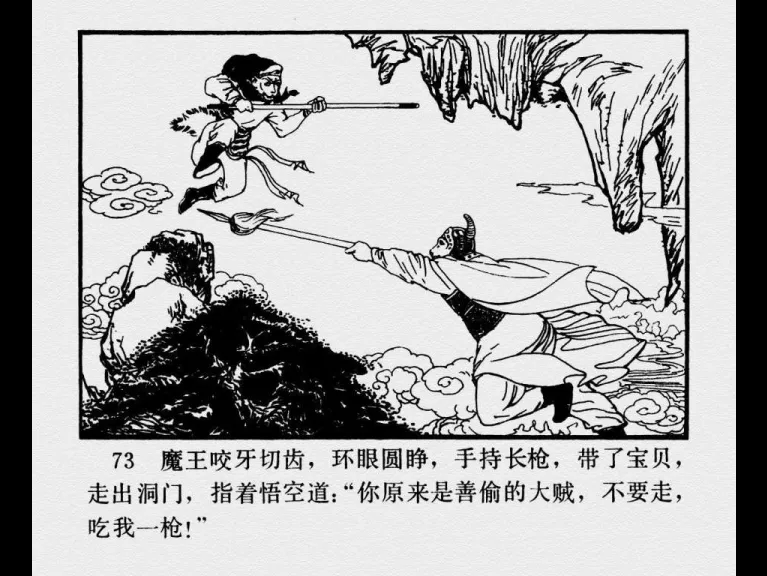 73 魔王咬牙切齿，环眼圆睁，手持长枪，带了宝贝，
走出洞门，指着悟空道：“你原来是善偷的大贼，不要走，
吃我一枪！”